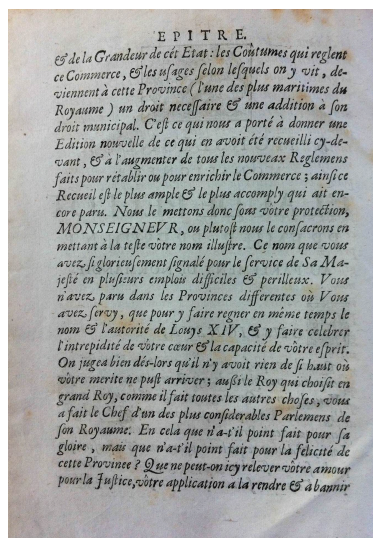 EPITRE.
& de la Grandeur de cét Etat : les Coûtumes qui reglent
ce Commerce, & les usages selon lesquels on y vit, de-
viennent à cette Province ( l'une des plus maritimes du
Royaume ) un droit necessaire & une addition à son
droit municipal. C'est ce qui nous a porté à donner une
Edition nouvelle de ce qui en avoit été recueilli cy-de-
vant, & à l'augmenter de tous les nouveax Reglemens
faits pour rétablir ou pour enrichir le Commerce ; ainsi ce
Recueil est le plus ample & le plus accomply qui ait en-
core paru. Nous le mettons donc soas vôtre protection,
MONSEIGNEVR, ou plutost nous le consacrons en
mettant à la teste vôtre nom illustre. Ce nom que vous
avez si glorieusement signalé pour le service de Sa Ma-
jesté en plusieurs emplois difficiles & perilleux. Vous
n'avez paru dans les Provinces differentes où Vous
avez servy, que pour y faire regner en méme temps le
nom & l'autorité de Louys XIV, & y faire celebrer
l'intrepidité de vôtre cœur & la capacité de vôtre esprit.
On jugea bien dés-lors qu'il n'y avoit rien de si haut où
vôtre merite ne pust arriver ; aussi le Roy qui choisit en
grand Roy, comme il fait toutes les autres choses, vous
a fait le Chef d'un des plus considerables Parlemens de
son Royaume. En cela que n'a-t'il point fait pour sa
gloire, mais que n'a-t'il point fait pour la felicité de
cette Province ? Que ne peut-on icy relever vôtre amour
pour la Justice, vôtre application a la rendre & à bannir